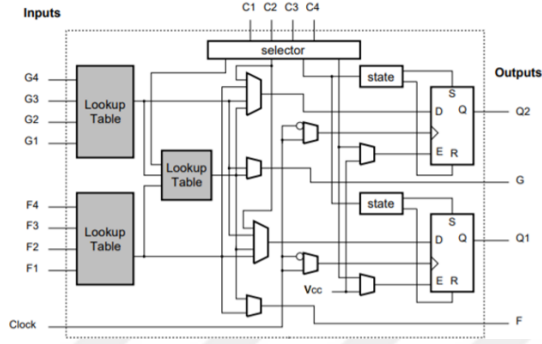 Inputs
C1 C2 C3 C4
selector
Outputs
G4
G3
G2
G1
Lookup
Table
state
S
D Q
E R
Q2
Lookup
Table
G
F4
F3
F2
F1
Lookup
Table
state
S
D Q
E R
Q1
Vcc
Clock
F